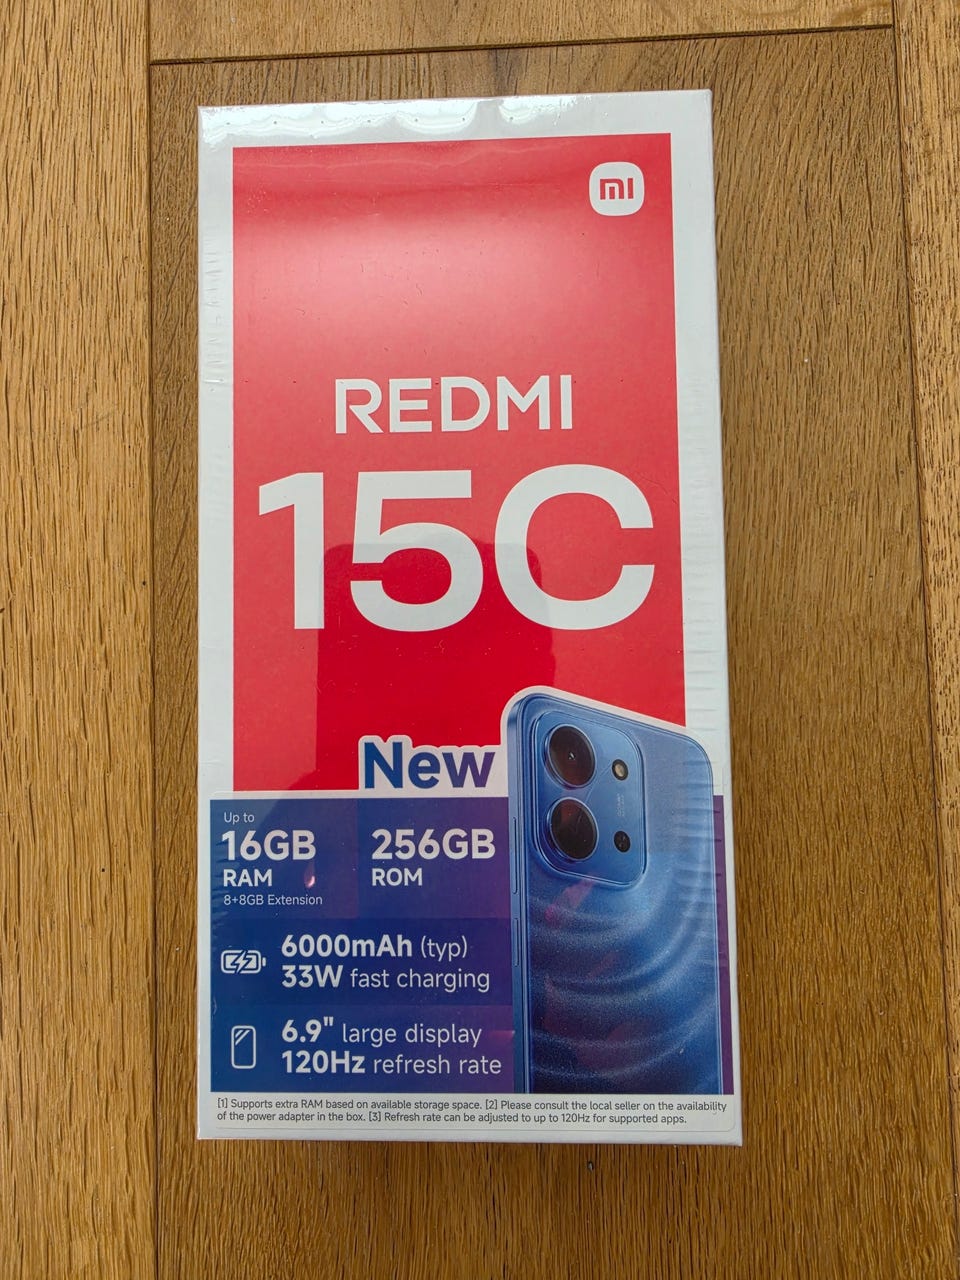 mi
REDMI
15C
New
Up to
16GB
RAM
8+8GB Extension
256GB
ROM
6000mAh (typ)
33W fast charging
6.9" large display
120Hz refresh rate
[1] Supports extra RAM based on available storage space. [2] Please consult the local seller on the availability
of the power adapter in the box. [3] Refresh rate can be adjusted to up to 120Hz for supported apps.